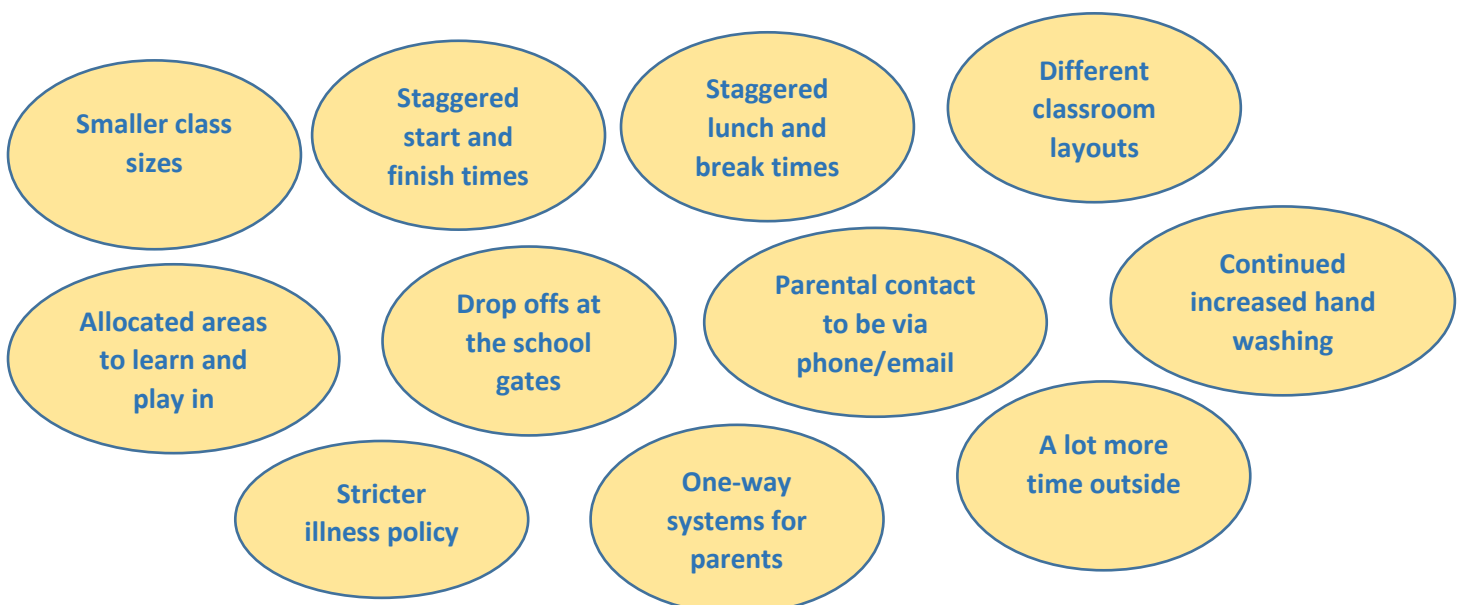 Smaller class
sizes
Staggered
start and
finish times
Staggered
lunch and
break times
Different
classroom
layouts
Allocated areas
to learn and
play in
Drop offs at
the school
gates
Parental contact
to be via
phone/email
Continued
increased hand
washing
Stricter
illness policy
One-way
systems for
parents
A lot more
time outside